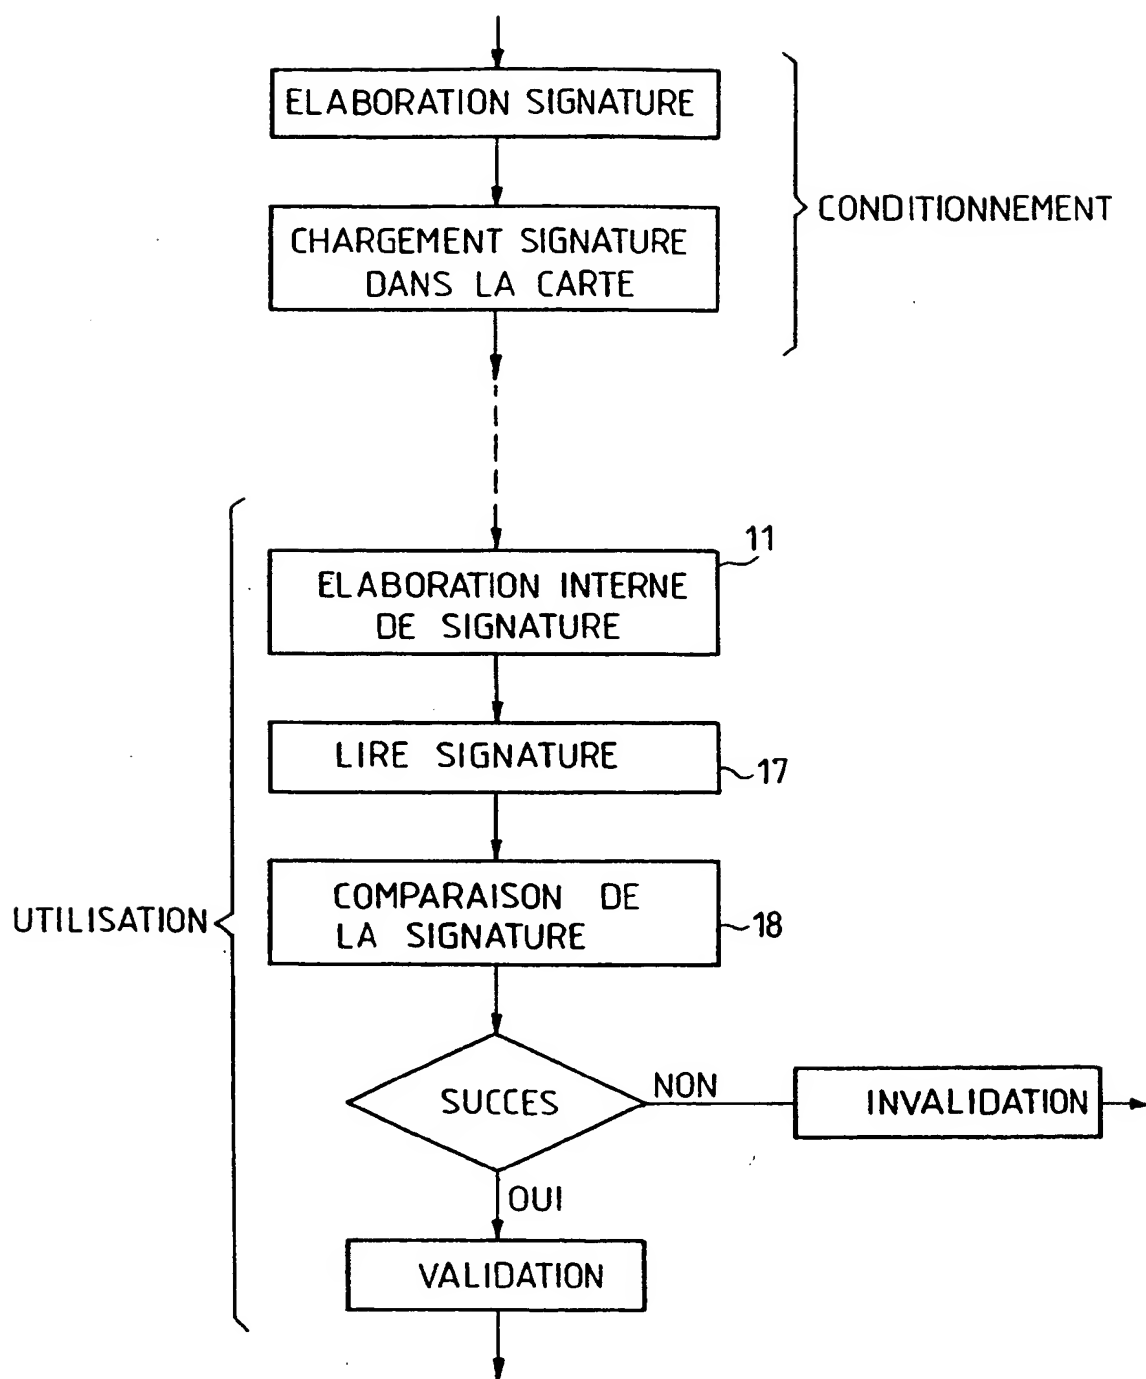 ELABORATION SIGNATURE
CHARGEMENT SIGNATURE
DANS LA CARTE
CONDITIONNEMENT
11
ELABORATION INTERNE
DE SIGNATURE
LIRE SIGNATURE
17
COMPARAISON DE
LA SIGNATURE
18
UTILISATION
SUCCES
NON
INVALIDATION
OUI
VALIDATION